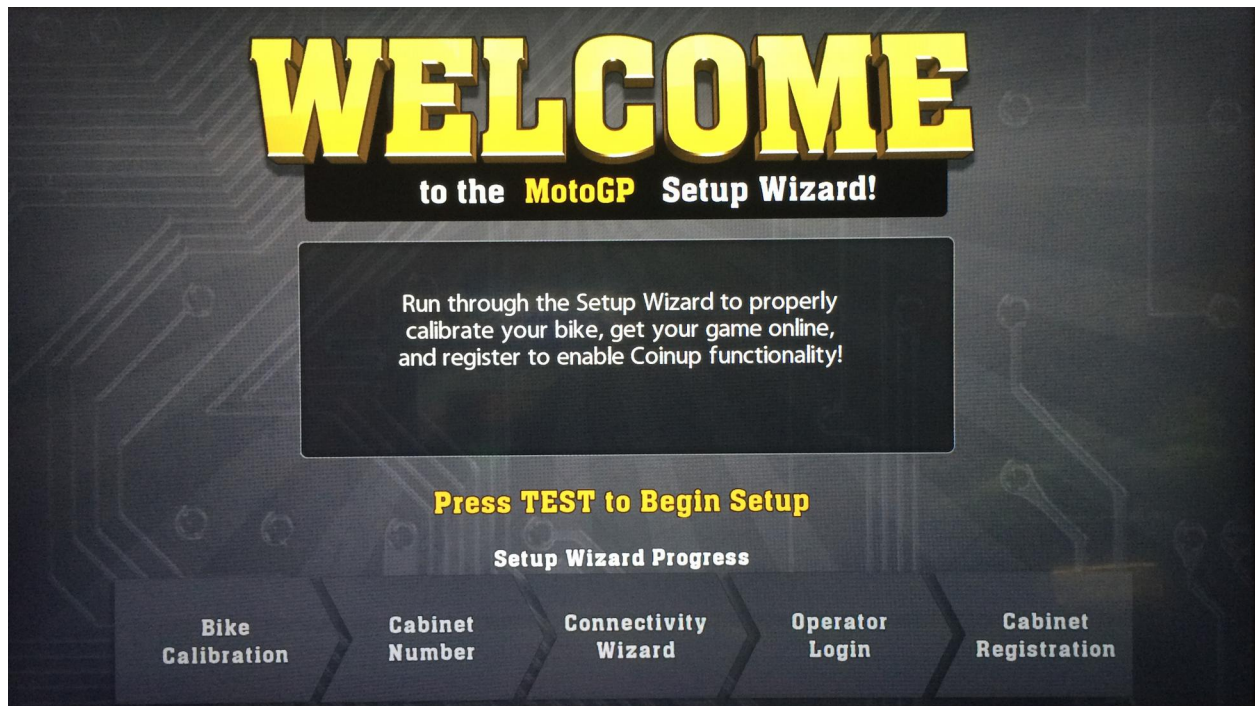 WELCOME
to the MotoGP Setup Wizard!
Run through the Setup Wizard to properly
calibrate your bike, get your game online,
and register to enable Coinup functionality!
Press TEST to Begin Setup
Setup Wizard Progress
Bike
Calibration
Cabinet
Number
Connectivity
Wizard
Operator
Login
Cabinet
Registration